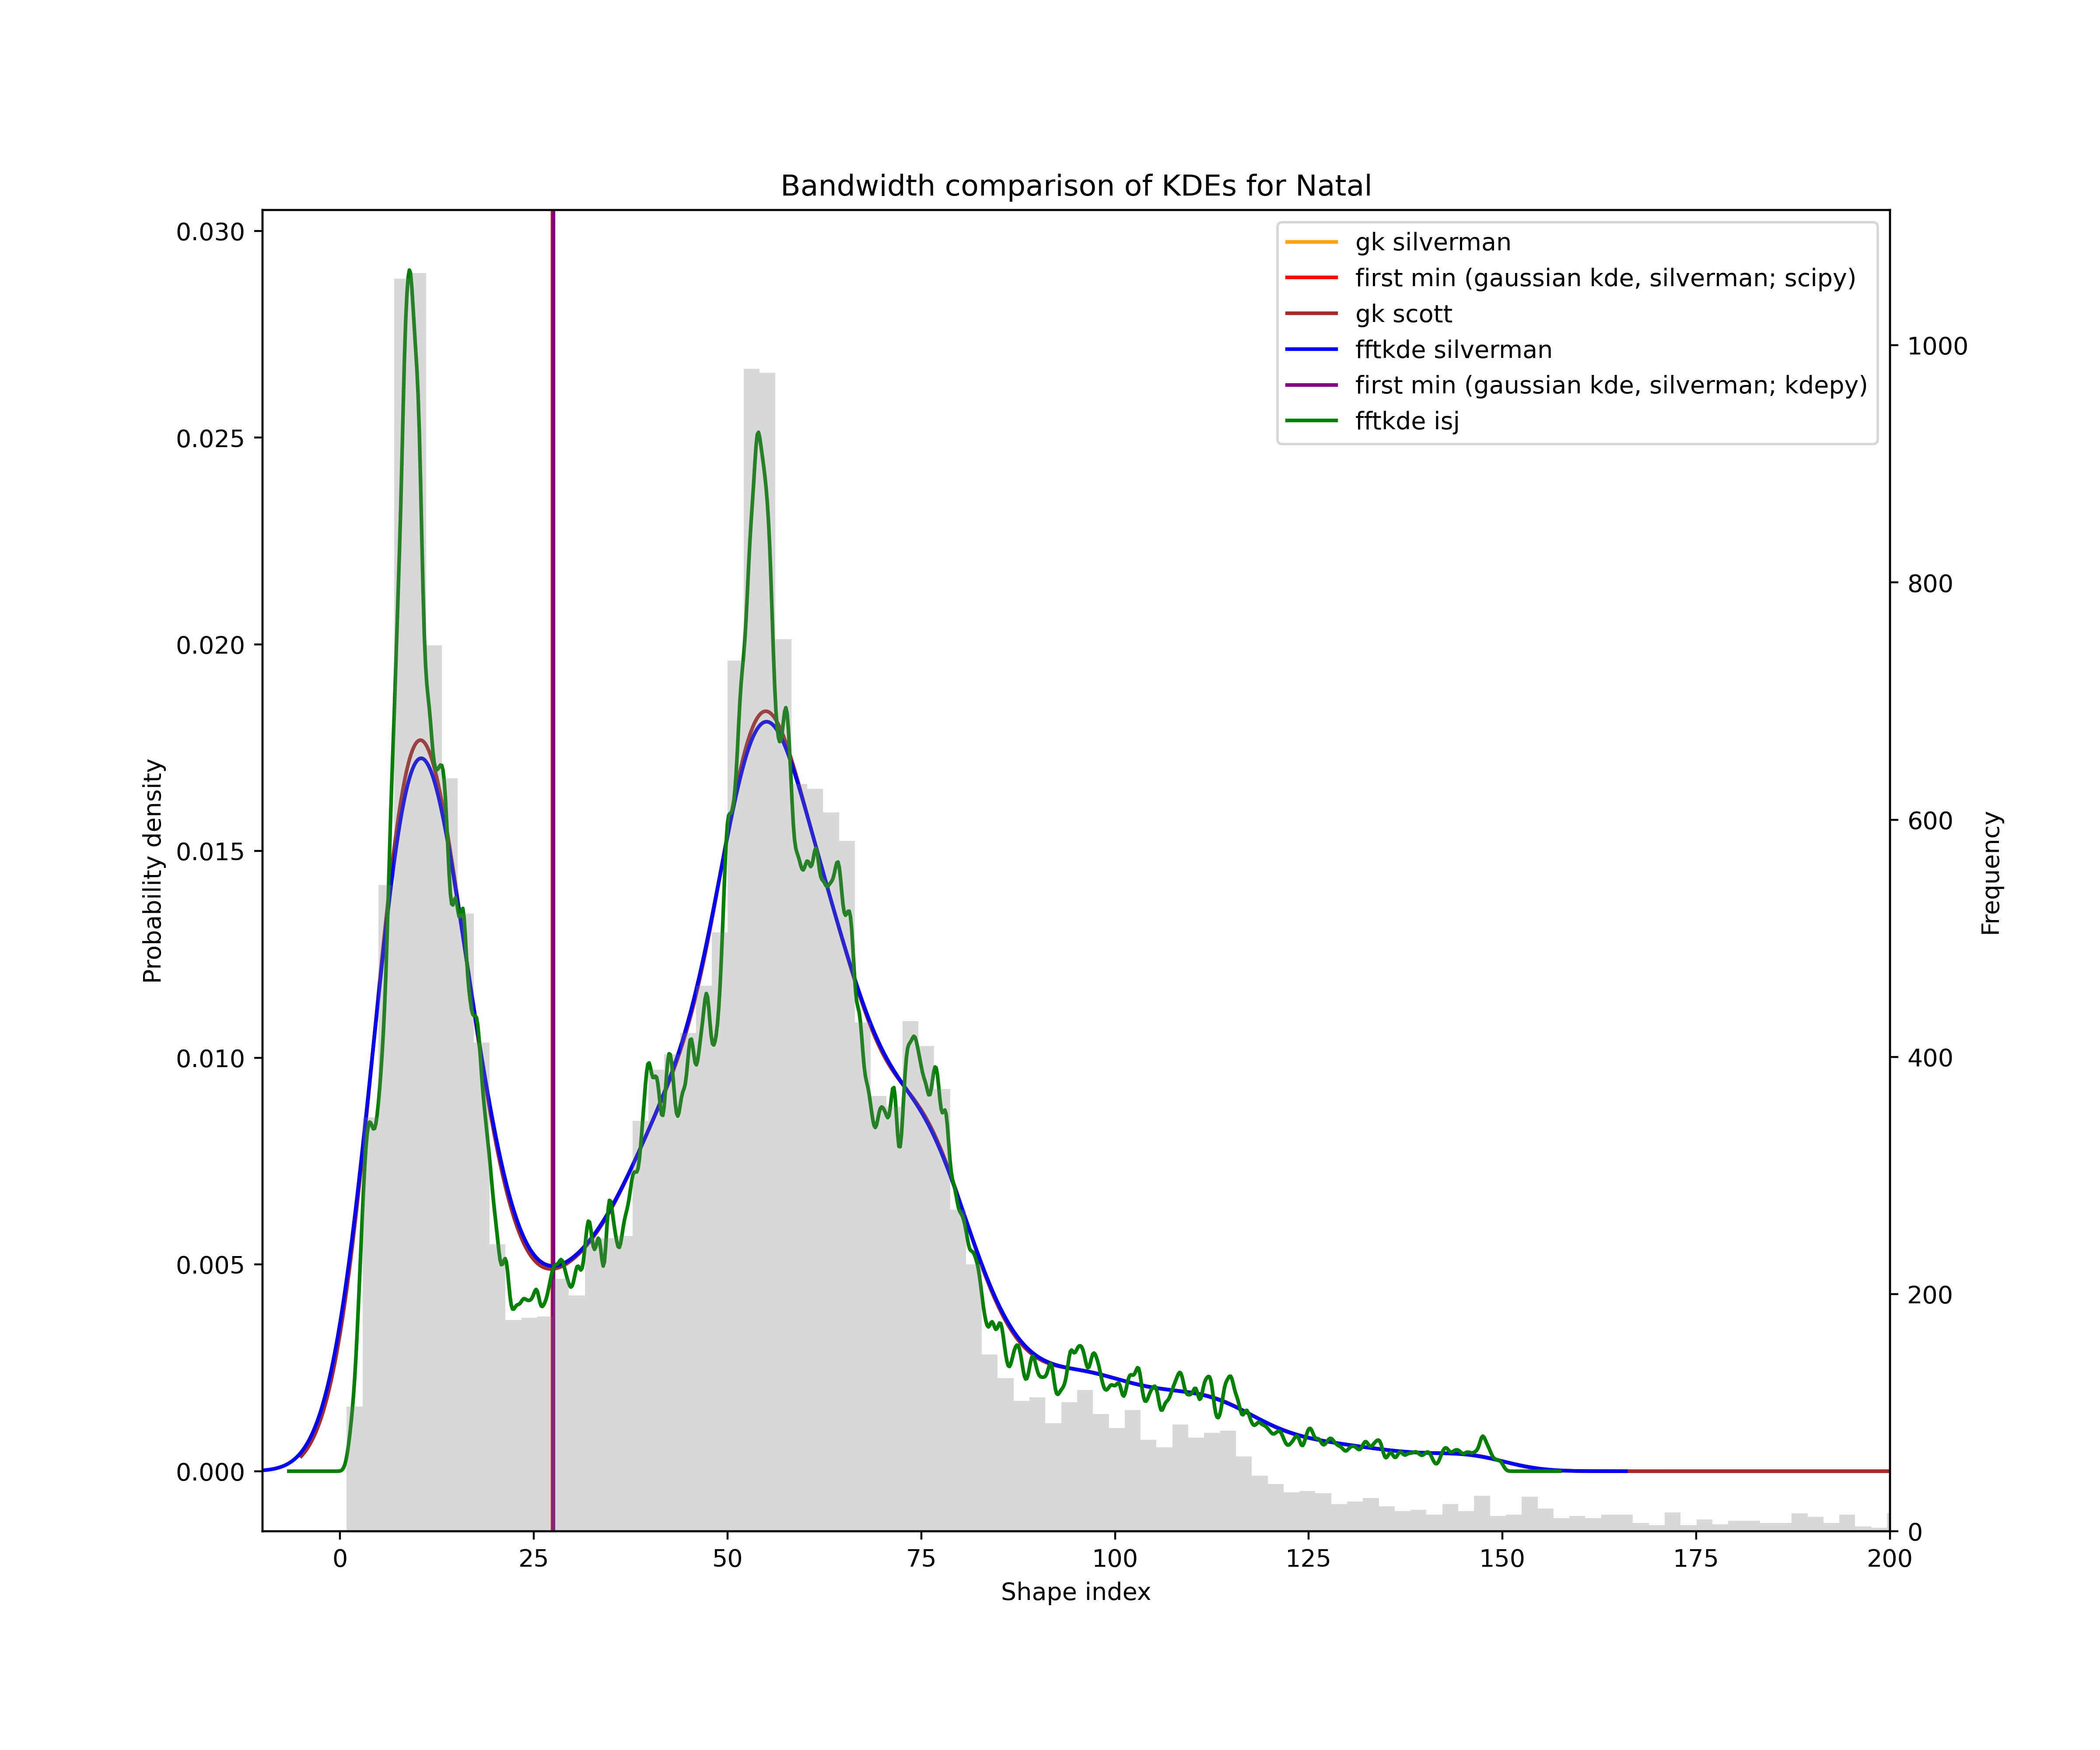 Bandwidth comparison of KDEs for Natal
gk silverman
first min (gaussian kde, silverman; scipy)
gk scott
fftkde silverman
first min (gaussian kde, silverman; kdepy)
fftkde isj
Probability density
0.030
0.025
0.020
0.015
0.010
0.005
0.000
Frequency
1000
800
600
400
200
0
0 25 50 75 100 125 150 175 200
Shape index